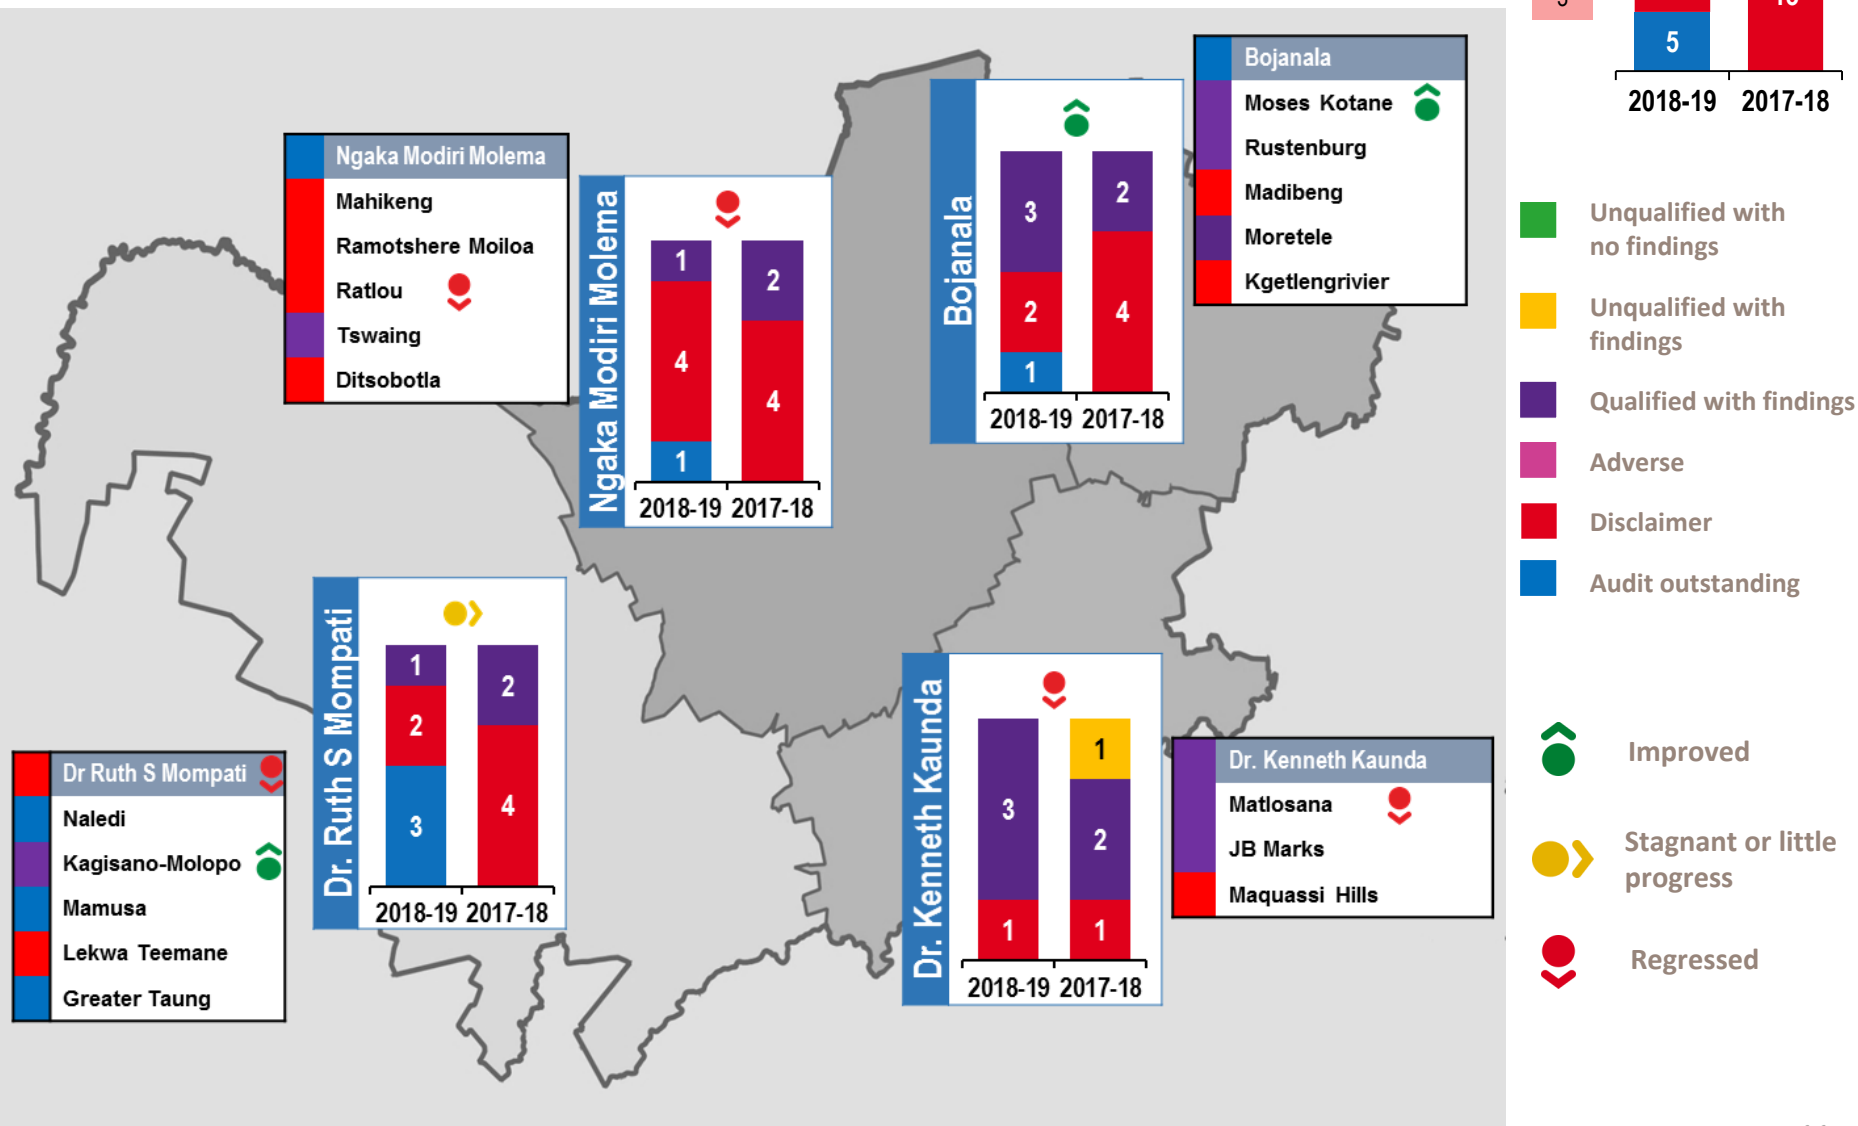 5
2018-19 2017-18
Bojanala
Moses Kotane
Rustenburg
Madibeng
Moretele
Kgetlengrivier
Ngaka Modiri Molema
Mahikeng
Ramotshere Moiloa
Ratlou
Tswaing
Ditsobotla
Ngaka Modiri Molema
1
2
4
4
1
2018-19 2017-18
Bojanala
3
2
2
4
1
2018-19 2017-18
Unqualified with
no findings
Unqualified with
findings
Qualified with findings
Adverse
Disclaimer
Audit outstanding
Dr. Ruth S Mompati
1
2
2
4
3
2018-19 2017-18
Dr Ruth S Mompati
Naledi
Kagisano-Molopo
Mamusa
Lekwa Teemane
Greater Taung
Dr. Kenneth Kaunda
1
3
2
1
1
2018-19 2017-18
Dr. Kenneth Kaunda
Matlosana
JB Marks
Maquassi Hills
Improved
Stagnant or little
progress
Regressed